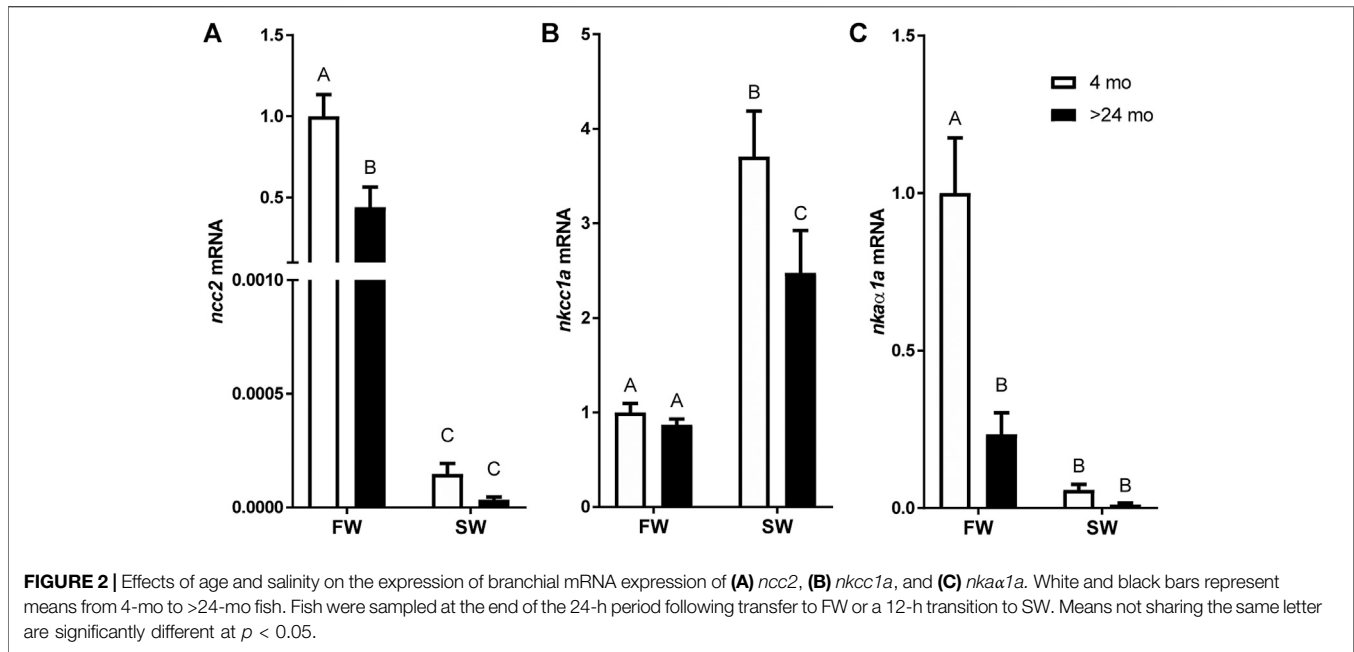 A
1.5
1.0
0.5
0.0010
0.0005
0.0000
ncc2 mRNA
A
B
C
C
FW
SW
B
5
4
3
2
1
0
nkcc1a mRNA
A
A
B
C
FW
SW
C
1.5
1.0
0.5
0.0
nkaα1a mRNA
A
B
B
B
FW
SW
4 mo
>24 mo
FIGURE 2 | Effects of age and salinity on the expression of branchial mRNA expression of (A) ncc2, (B) nkcc1a, and (C) nkaα1a. White and black bars represent
means from 4-mo to >24-mo fish. Fish were sampled at the end of the 24-h period following transfer to FW or a 12-h transition to SW. Means not sharing the same letter
are significantly different at p < 0.05.